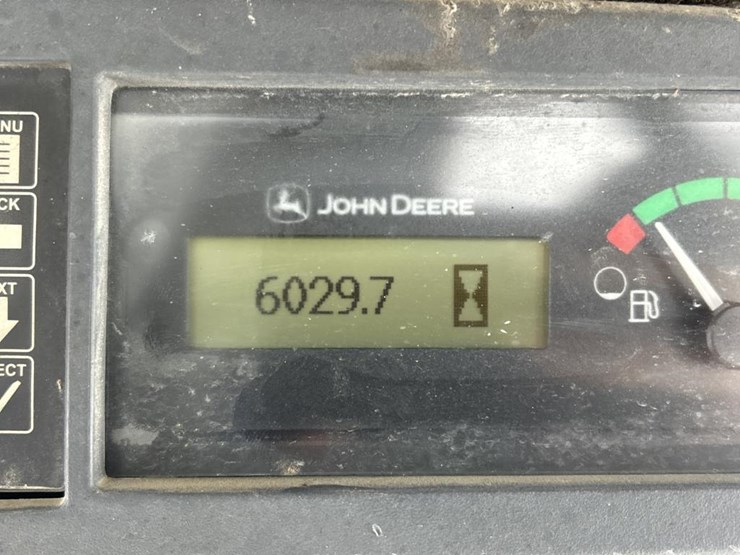 NU
CK
XT
ECT
JOHN DEERE
6029.7